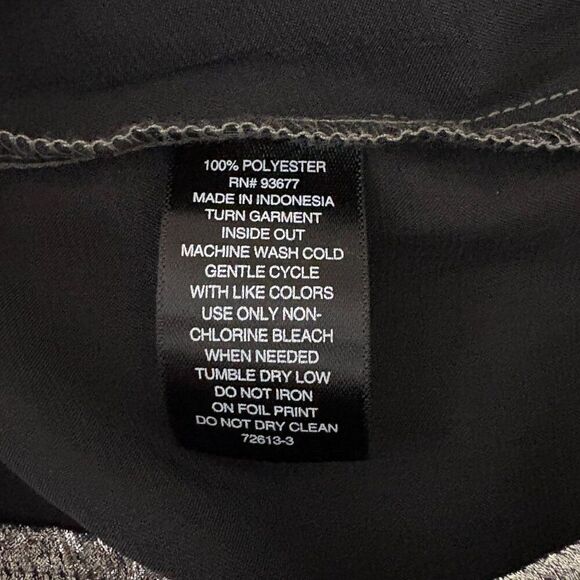 100% POLYESTER
RN# 93677
MADE IN INDONESIA
TURN GARMENT
INSIDE OUT
MACHINE WASH COLD
GENTLE CYCLE
WITH LIKE COLORS
USE ONLY NON-
CHLORINE BLEACH
WHEN NEEDED
TUMBLE DRY LOW
DO NOT IRON
ON FOIL PRINT
DO NOT DRY CLEAN
72613-3